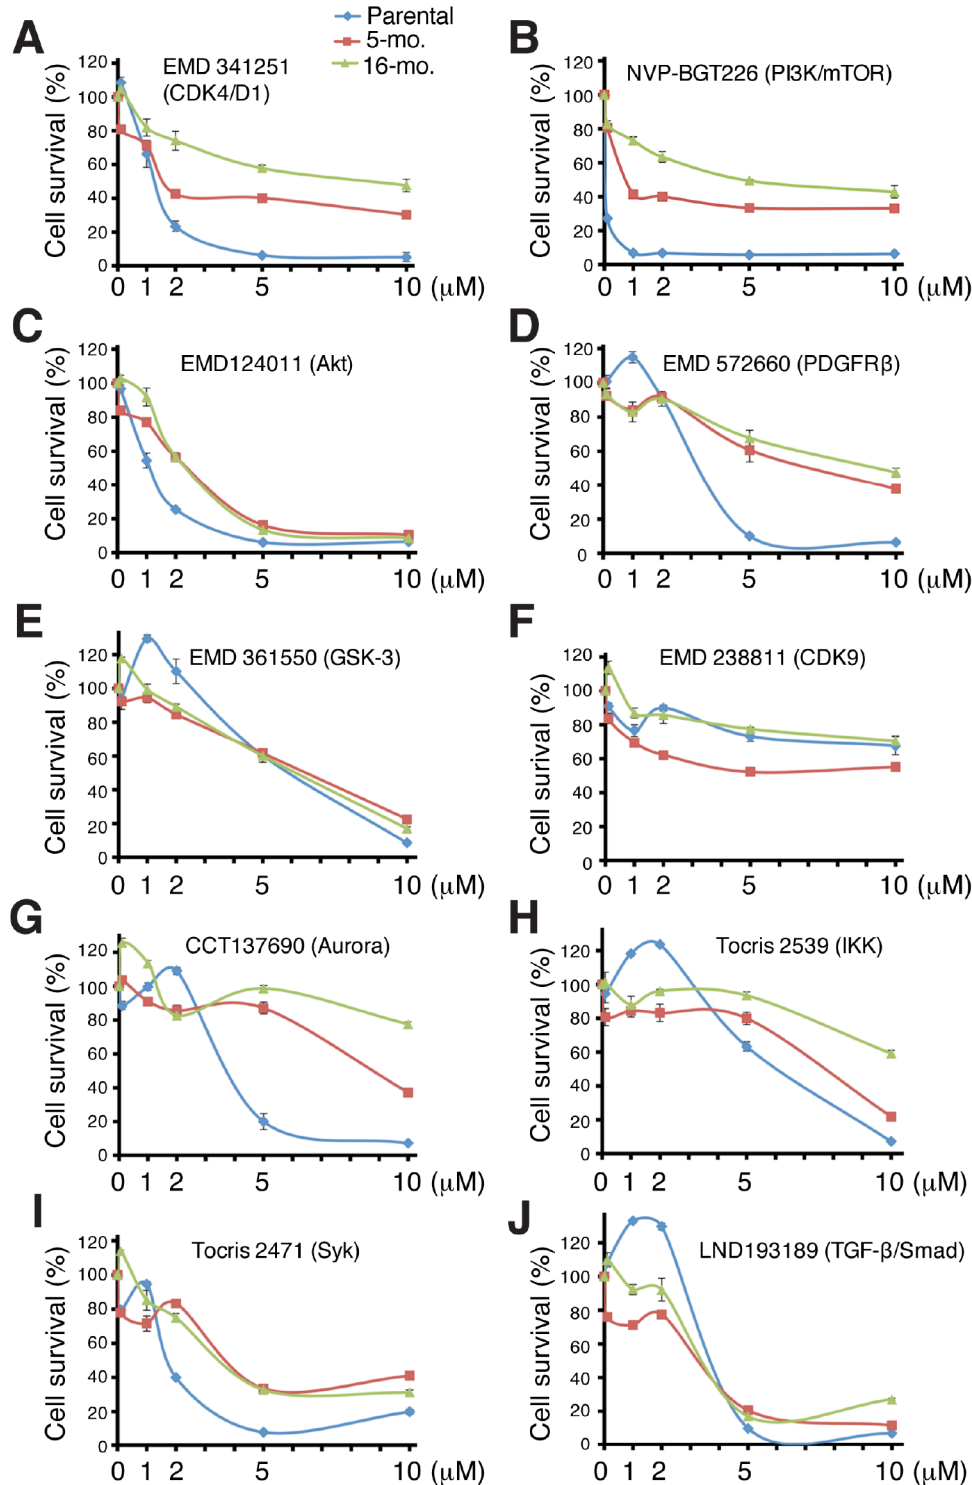 Parental
5-mo.
16-mo.
A
EMD 341251
(CDK4/D1)
Cell survival (%)
120
100
80
60
40
20
0
0 1 2 5 10 (μM)
B
NVP-BGT226 (PI3K/mTOR)
Cell survival (%)
120
100
80
60
40
20
0
0 1 2 5 10 (μM)
C
EMD124011 (Akt)
Cell survival (%)
120
100
80
60
40
20
0
0 1 2 5 10 (μM)
D
EMD 572660 (PDGFRβ)
Cell survival (%)
120
100
80
60
40
20
0
0 1 2 5 10 (μM)
E
EMD 361550 (GSK-3)
Cell survival (%)
120
100
80
60
40
20
0
0 1 2 5 10 (μM)
F
EMD 238811 (CDK9)
Cell survival (%)
120
100
80
60
40
20
0
0 1 2 5 10 (μM)
G
CCT137690 (Aurora)
Cell survival (%)
120
100
80
60
40
20
0
0 1 2 5 10 (μM)
H
Tocris 2539 (IKK)
Cell survival (%)
120
100
80
60
40
20
0
0 1 2 5 10 (μM)
I
Tocris 2471 (Syk)
Cell survival (%)
120
100
80
60
40
20
0
0 1 2 5 10 (μM)
J
LND193189 (TGF-β/Smad)
Cell survival (%)
120
100
80
60
40
20
0
0 1 2 5 10 (μM)